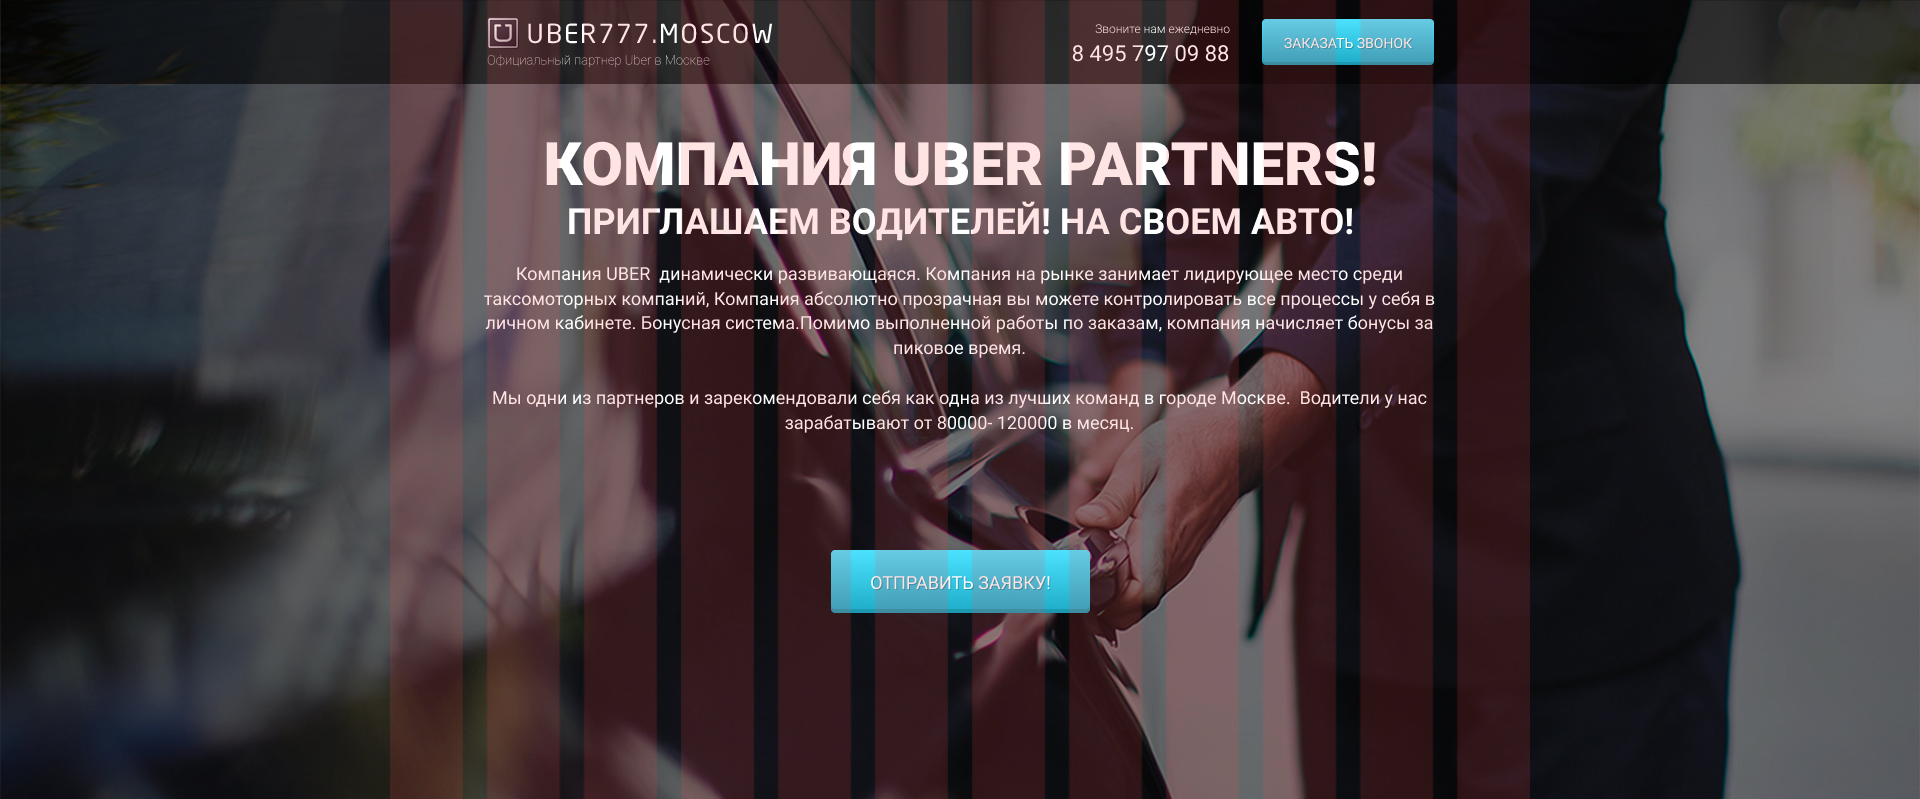 UBER777.MOSCOW
Официальный партнер Uber в Москве
Звоните нам ежедневно
8 495 797 09 88
ЗАКАЗАТЬ ЗВОНОК
КОМПАНИЯ UBER PARTNERS!
ПРИГЛАШАЕМ ВОДИТЕЛЕЙ! НА СВОЕМ АВТО!
Компания UBER  динамически развивающаяся. Компания на рынке занимает лидирующее место среди
таксомоторных компаний, Компания абсолютно прозрачная вы можете контролировать все процессы у себя в
личном кабинете. Бонусная система.Помимо выполненной работы по заказам, компания начисляет бонусы за
пиковое время.
Мы одни из партнеров и зарекомендовали себя как одна из лучших команд в городе Москве.  Водители у нас
зарабатывают от 80000- 120000 в месяц.
ОТПРАВИТЬ ЗАЯВКУ!